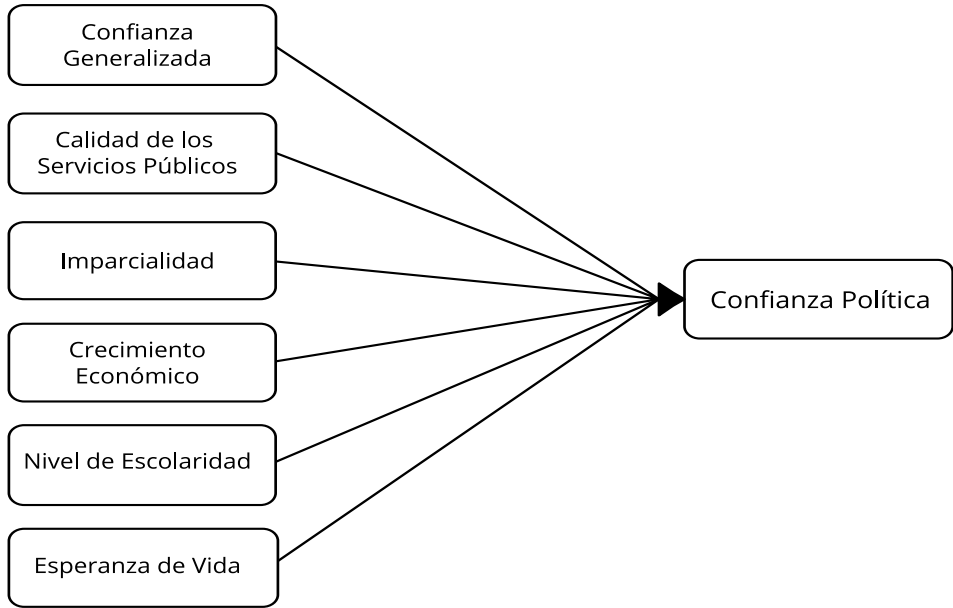 Confianza
Generalizada
Calidad de los
Servicios Públicos
Imparcialidad
Crecimiento
Económico
Nivel de Escolaridad
Esperanza de Vida
Confianza Política